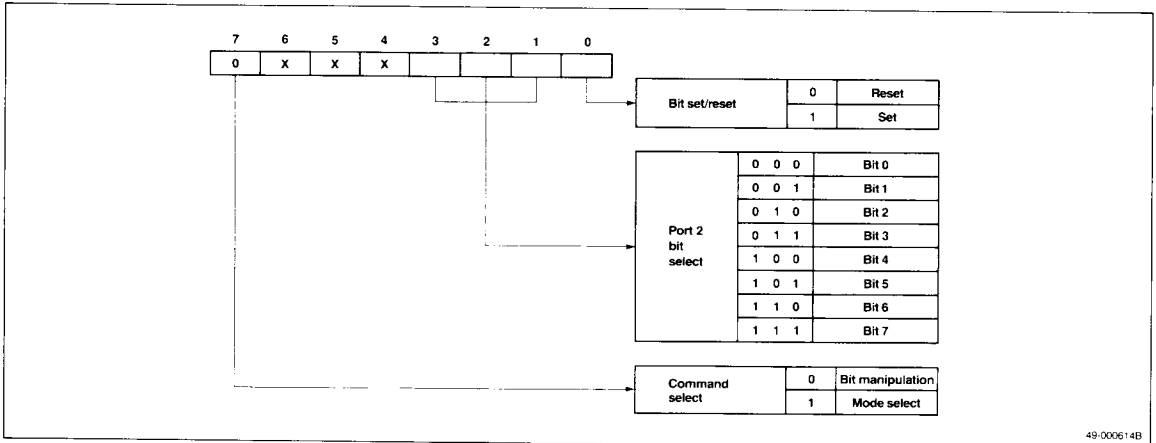 7 6 5 4 3 2 1 0
0 X X X
Bit set/reset
0 Reset
1 Set
Port 2
bit
select
0 0 0 Bit 0
0 0 1 Bit 1
0 1 0 Bit 2
0 1 1 Bit 3
1 0 0 Bit 4
1 0 1 Bit 5
1 1 0 Bit 6
1 1 1 Bit 7
Command
select
0 Bit manipulation
1 Mode select
49-000614B